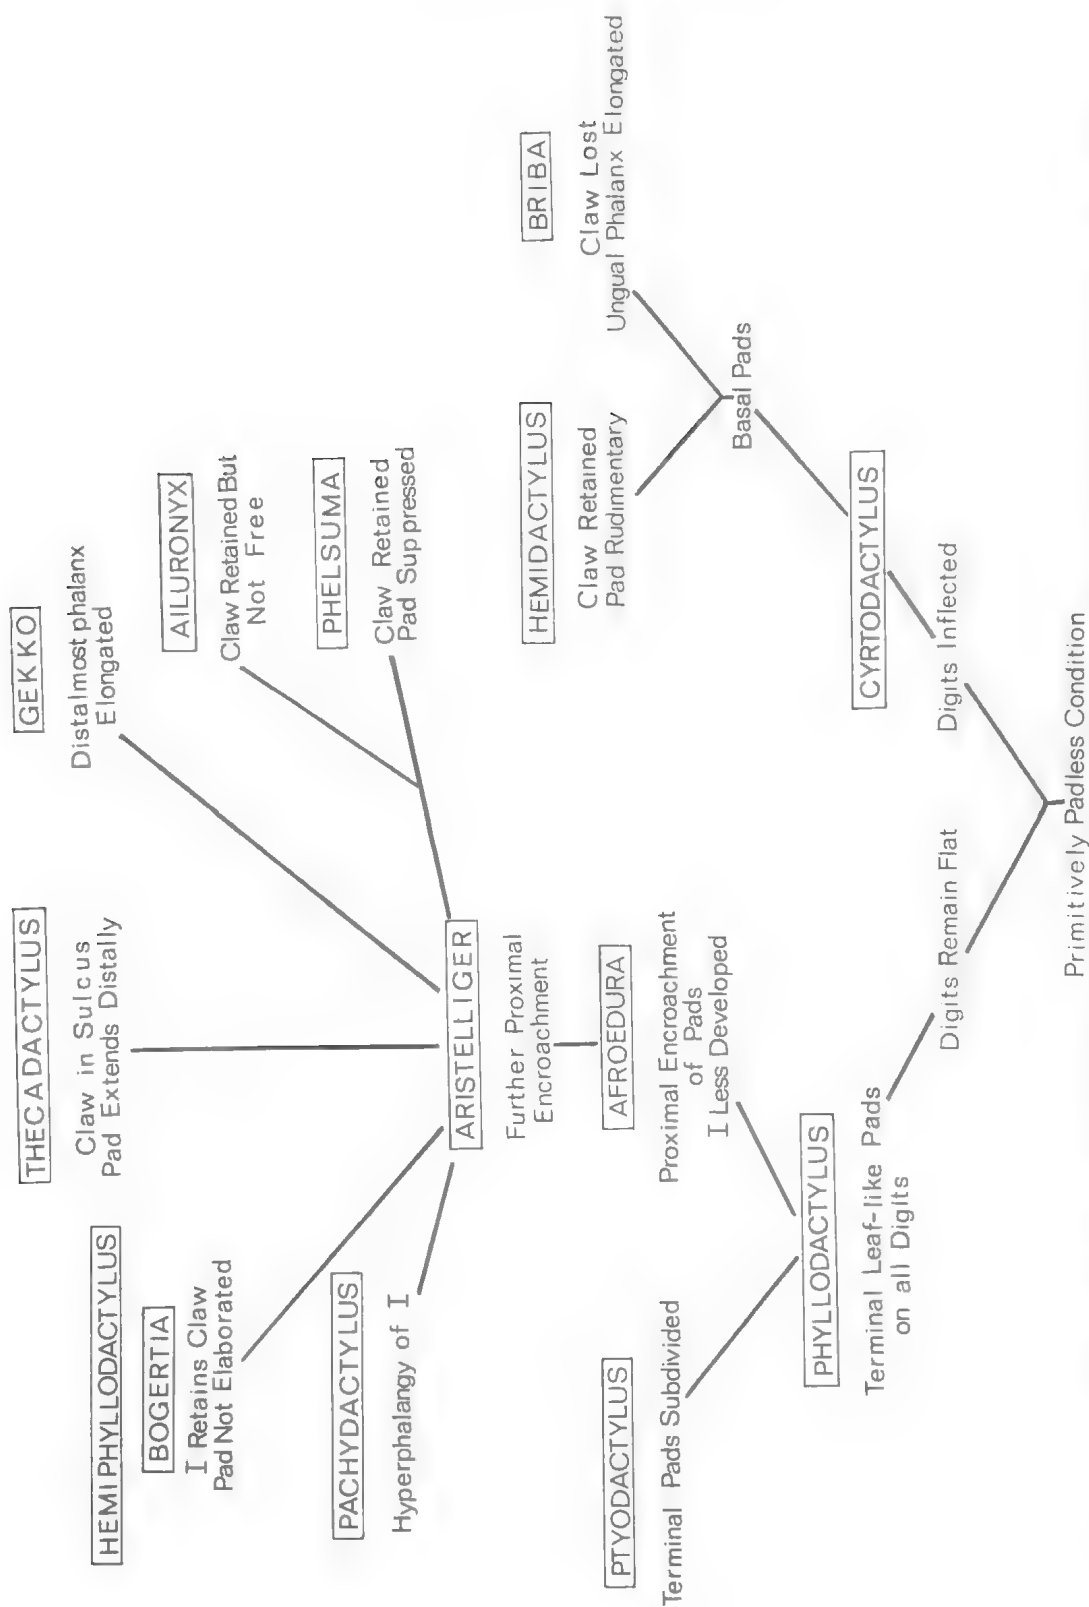 GEKKO
Distalmost phalanx
Elongated
THECADACTYLUS
Claw in Sulcus
Pad Extends Distally
HEMIPHYLLODACTYLUS
BOGERTIA
I Retains Claw
Pad Not Elaborated
AILURONYX
Claw Retained But
Not Free
PHELSUMA
Claw Retained
Pad Suppressed
PACHYDACTYLUS
Hyperphalangy of I
ARISTELLIGER
Further Proximal
Encroachment
BRIBA
Claw Lost
Ungual Phalanx Elongated
HEMIDACTYLUS
Claw Retained
Pad Rudimentary
AFROEDURA
Proximal Encroachment
of Pads
I Less Developed
PTYODACTYLUS
Terminal Pads Subdivided
Basal Pads
PHYLLODACTYLUS
Terminal Leaf-like Pads
on all Digits
CYRTODACTYLUS
Digits Remain Flat
Digits Inflected
Primitively Padless Condition